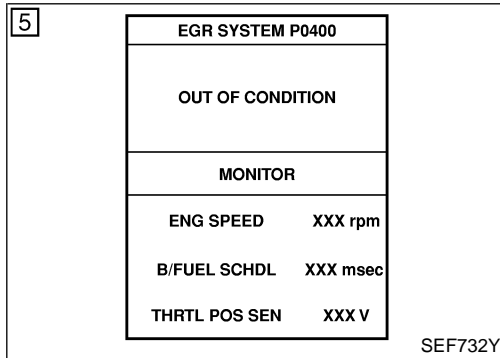 5
EGR SYSTEM P0400
OUT OF CONDITION
MONITOR
ENG SPEED XXX rpm
B/FUEL SCHDL XXX msec
THRTL POS SEN XXX V
SEF732Y